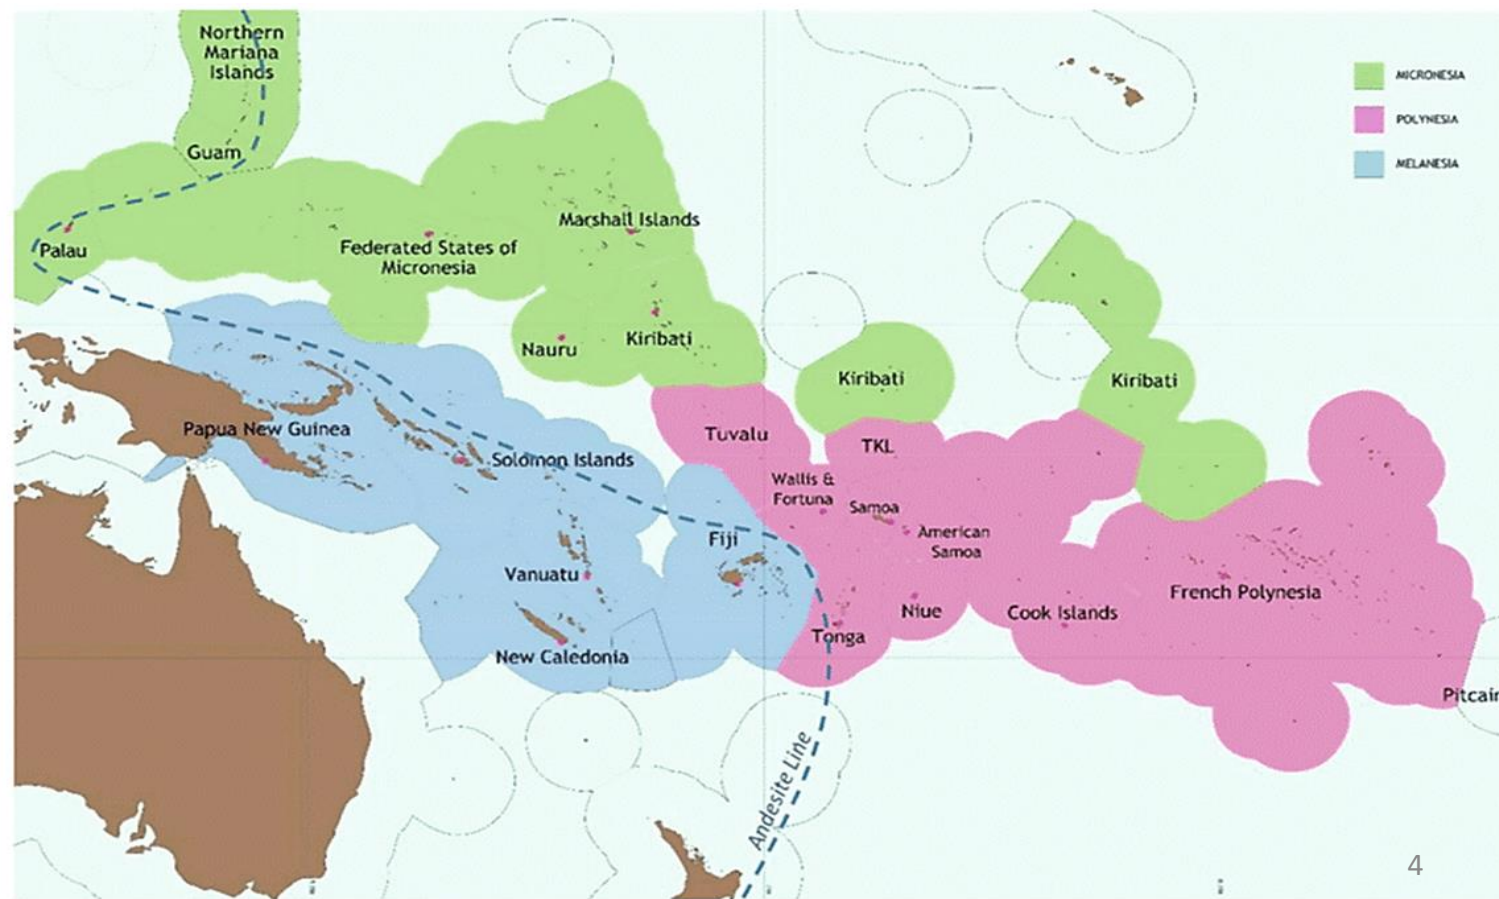 Northern
Mariana
Islands
Guam
MICRONESIA
POLYNESIA
MELANESIA
Palau
Federated States of
Micronesia
Marshall Islands
Nauru
Kiribati
Kiribati
Kiribati
Papua New Guinea
Solomon Islands
Tuvalu
TKL
Wallis &
Fortuna
Samoa
American
Samoa
Fiji
Vanuatu
New Caledonia
Tonga
Niue
Cook Islands
French Polynesia
Pitcair
Andesite Line
4